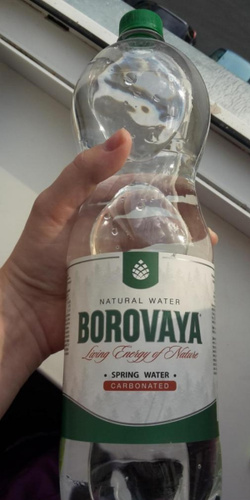 NATURAL WATER
BOROVAYA
Living Energy of Nature
• SPRING WATER •
CARBONATED